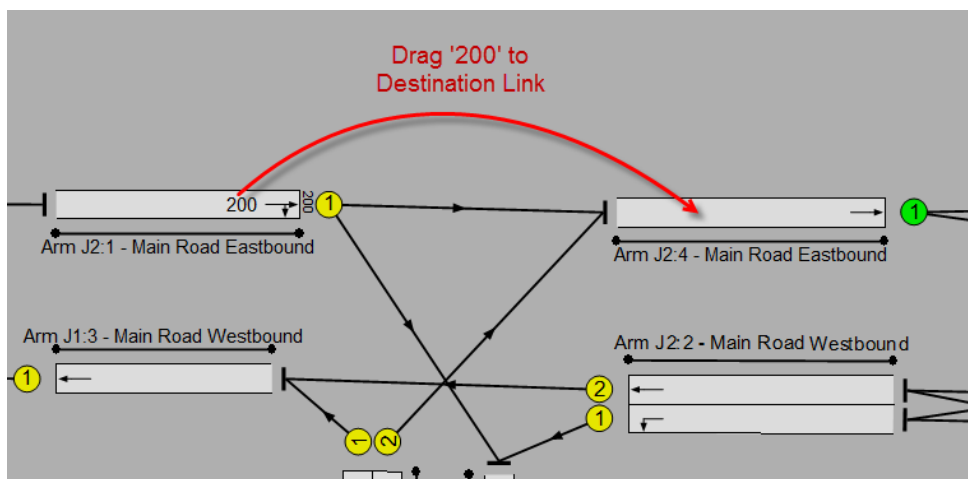 Drag '200' to
Destination Link
200
200
1
1
Arm J2:1 - Main Road Eastbound
Arm J2:4 - Main Road Eastbound
Arm J1:3 - Main Road Westbound
Arm J2:2 - Main Road Westbound
1
2
1
1
2